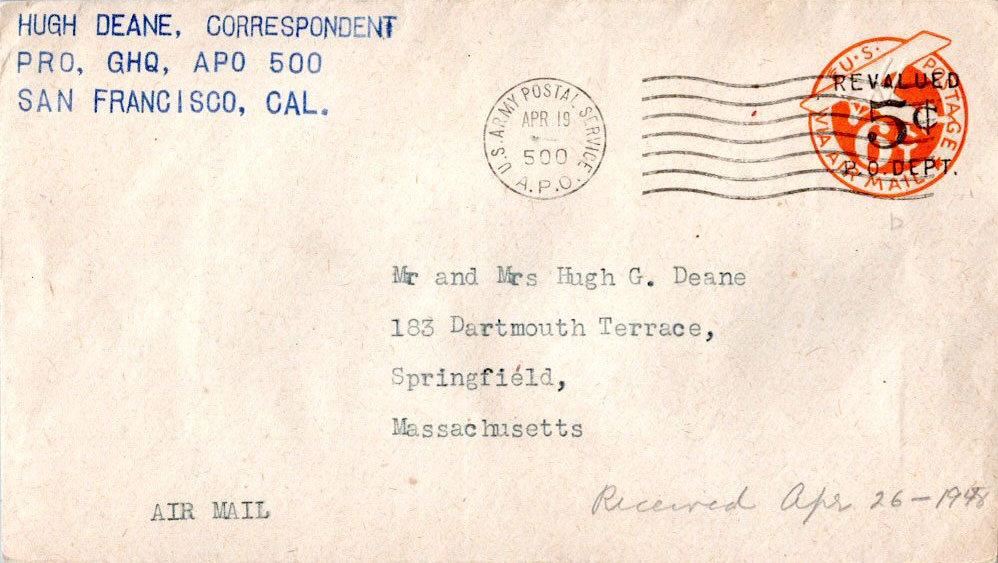 HUGH DEANE, CORRESPONDENT
PRO, GHQ, APO 500
SAN FRANCISCO, CAL.
U.S. ARMY POSTAL SERVICE
APR 19
500
A.P.O.
U.S. POSTAGE
REVALUED
5¢
6¢
P.O. DEPT.
VIA AIR MAIL
Mr and Mrs Hugh G. Deane
183 Dartmouth Terrace,
Springfield,
Massachusetts
AIR MAIL
Received Apr 26-1948
D